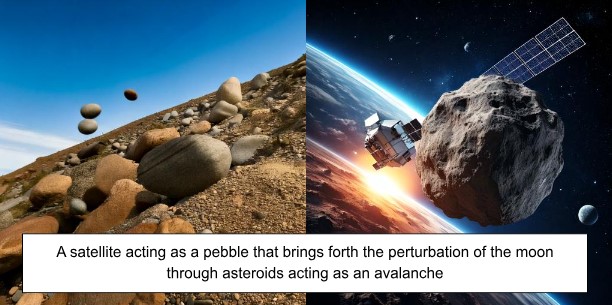 A satellite acting as a pebble that brings forth the perturbation of the moon
through asteroids acting as an avalanche